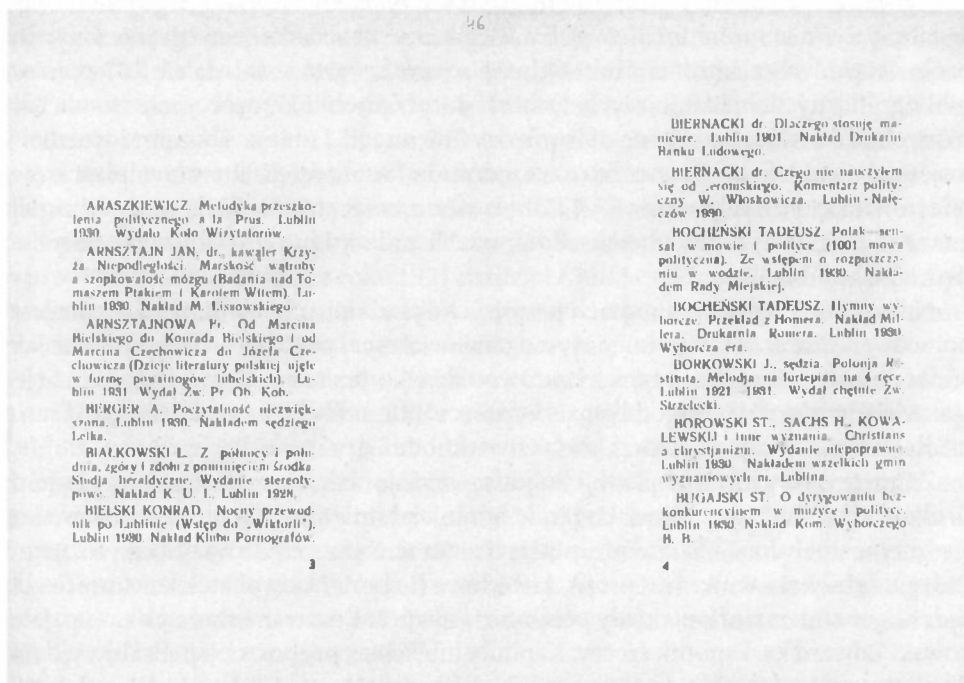 46
ARASZKIEWICZ. Metodyka przeszko-
lenia politycznego a la Prus. Lublin
1930. Wydało Koło Wizytatorów.
ARNSZTAJN JAN, dr., kawaler Krzy-
ża Niepodległości. Marskość wątroby
a szopkowatość mózgu (Badania nad To-
maszem Ptakiem i Karolem Witem). Lu-
blin 1930. Nakład M. Linowskiego.
ARNSZTAJNOWA Fr. Od Marcina
Bielskiego do Konrada Bielskiego i od
Marcina Czechowicza do Józefa Cze-
chowicza (Dzieje literatury polskiej ujęte
w formę powainogów lubelskich). Lu-
blin 1931. Wydał Zw. Pr. Ob. Kob.
BERGER A. Poczytalność niezwięk-
szona. Lublin 1930. Nakładem sędziego
Lelka.
BIAŁKOWSKI L. Z północy i połu-
dnia, zgóry i zdołu z pominięciem środka.
Studja heraldyczne. Wydanie stereoty-
powe. Nakład K. U. L. Lublin 1928.
BIELSKI KONRAD. Nocny przewod-
nik po Lublinie (Wstęp do „Wiktorii").
Lublin 1930. Nakład Klubu Pornografów.
3
BIERNACKI dr. Dlaczego stosuję ma-
nicure. Lublin 1901. Nakład Drukarni
Banku Ludowego.
BIERNACKI dr. Czego nie nauczyłem
się od Żeromskiego. Komentarz polity-
czny W. Włoskowicza. Lublin - Nałę-
czów 1930.
BOCHEŃSKI TADEUSZ. Polak — sen-
sat w mowie i polityce (1001 mowa
polityczna). Ze wstępem o rozpuszcza-
niu w wodzie. Lublin 1930. Nakła-
dem Rady Miejskiej.
BOCHEŃSKI TADEUSZ. Hymny wy-
borcze. Przekład z Homera. Nakład Mil-
lera. Drukarnia Romera. Lublin 1930.
Wyborcza era.
BORKOWSKI J., sędzia. Polonja Re-
stituta. Melodja na fortepian na 4 ręce.
Lublin 1921 - 1931. Wydał chętnie Zw.
Strzelecki.
HOROWSKI ST., SACHS H., KOWA-
LEWSKIJ i inne wyznania. Christiani
a chrystjanizm. Wydanie niepoprawne.
Lublin 1930. Nakładem wszelkich gmin
wyznaniowych m. Lublina.
BUGAJSKI ST. O dyrygowaniu bez-
konkurencyjnem w muzyce i polityce.
Lublin 1930. Nakład Kom. Wyborczego
B. B.
4